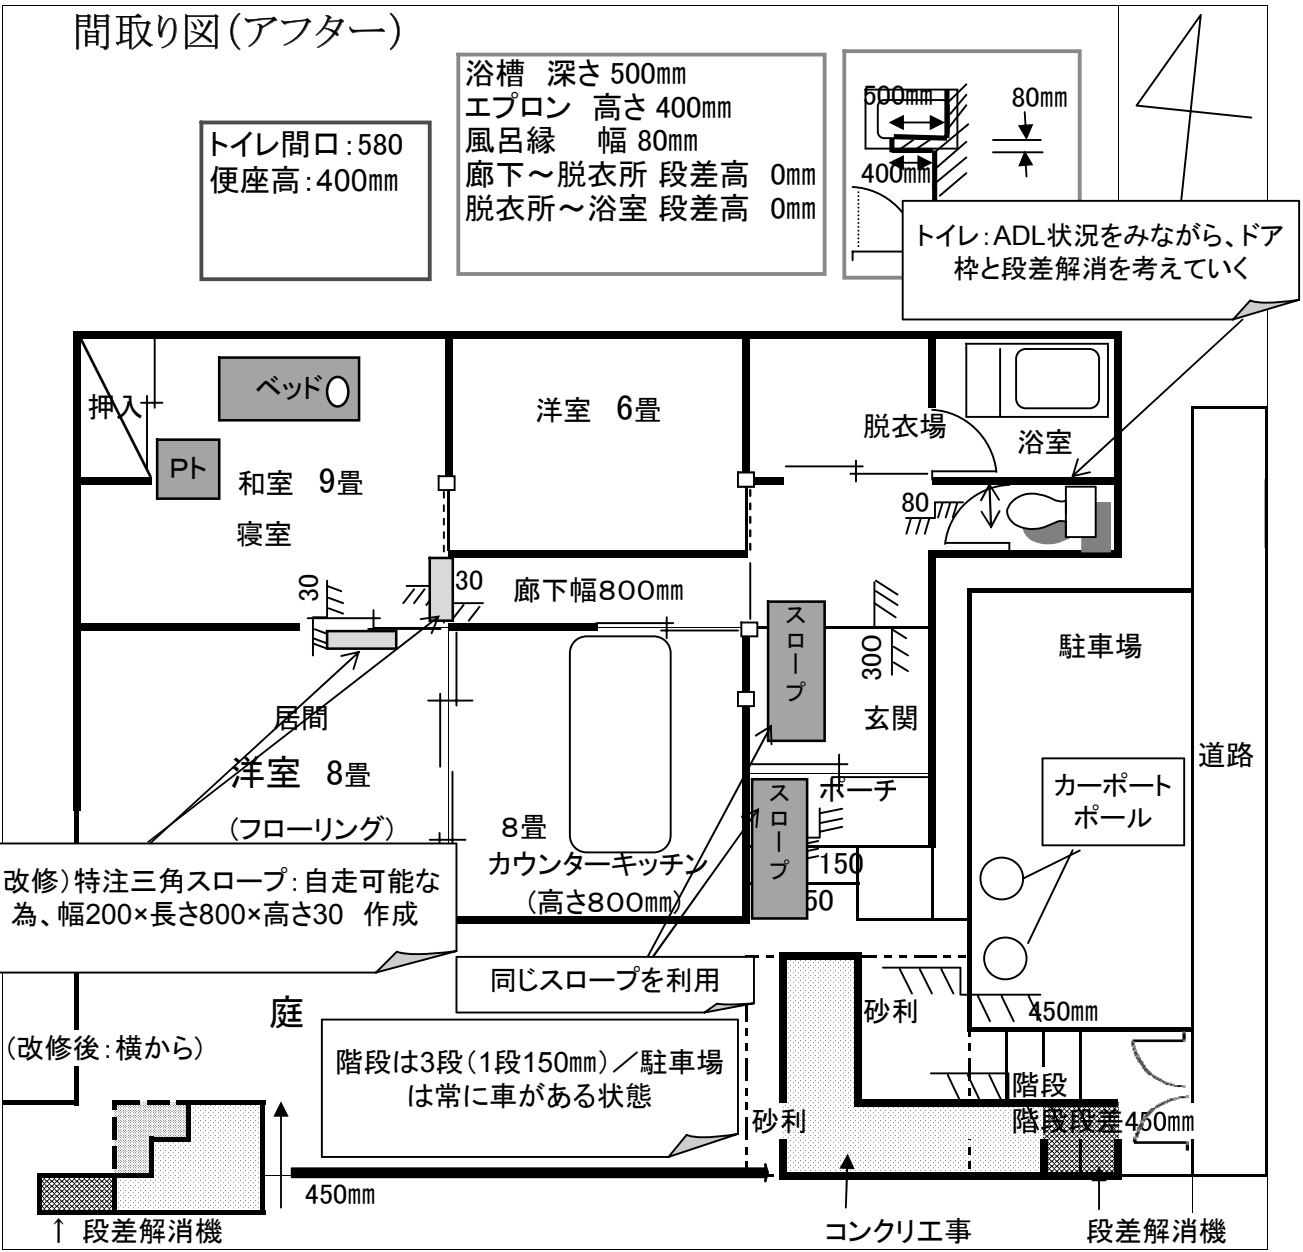 間取り図(アフター)
トイレ間口:580
便座高:400㎜
浴槽　深さ 500㎜
エプロン　高さ 400㎜
風呂縁　　幅 80㎜
廊下～脱衣所 段差高　0㎜
脱衣所～浴室 段差高　0㎜
500㎜
80㎜
400㎜
トイレ:ADL状況をみながら、ドア
枠と段差解消を考えていく
押入
ベッド
Pト
和室　9畳
寝室
洋室　6畳
脱衣場
浴室
80
30
30
廊下幅８００㎜
スロープ
300
玄関
駐車場
道路
居間
洋室　8畳
(フローリング)
8畳
カウンターキッチン
(高さ８００㎜)
スロープ
ポーチ
150
カーポート
ポール
改修)特注三角スロープ:自走可能な
為、幅200×長さ800×高さ30　作成
同じスロープを利用
庭
(改修後:横から)
階段は3段(1段150㎜)／駐車場
は常に車がある状態
砂利
450㎜
階段
砂利
階段段差450㎜
450㎜
↑ 段差解消機
コンクリ工事
段差解消機